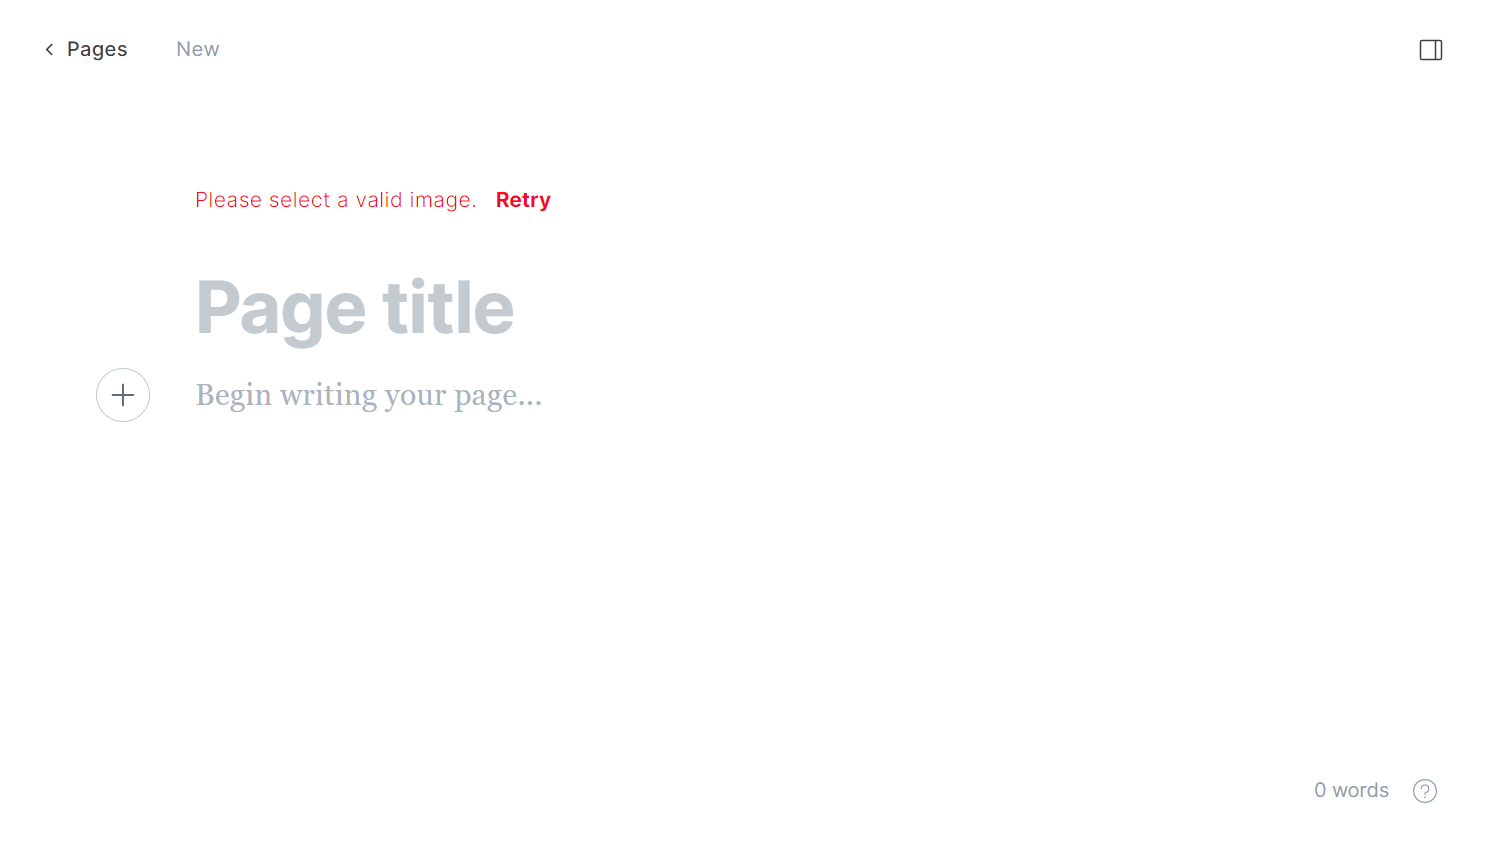 Pages New
Please select a valid image. Retry
Page title
Begin writing your page...
0 words ?